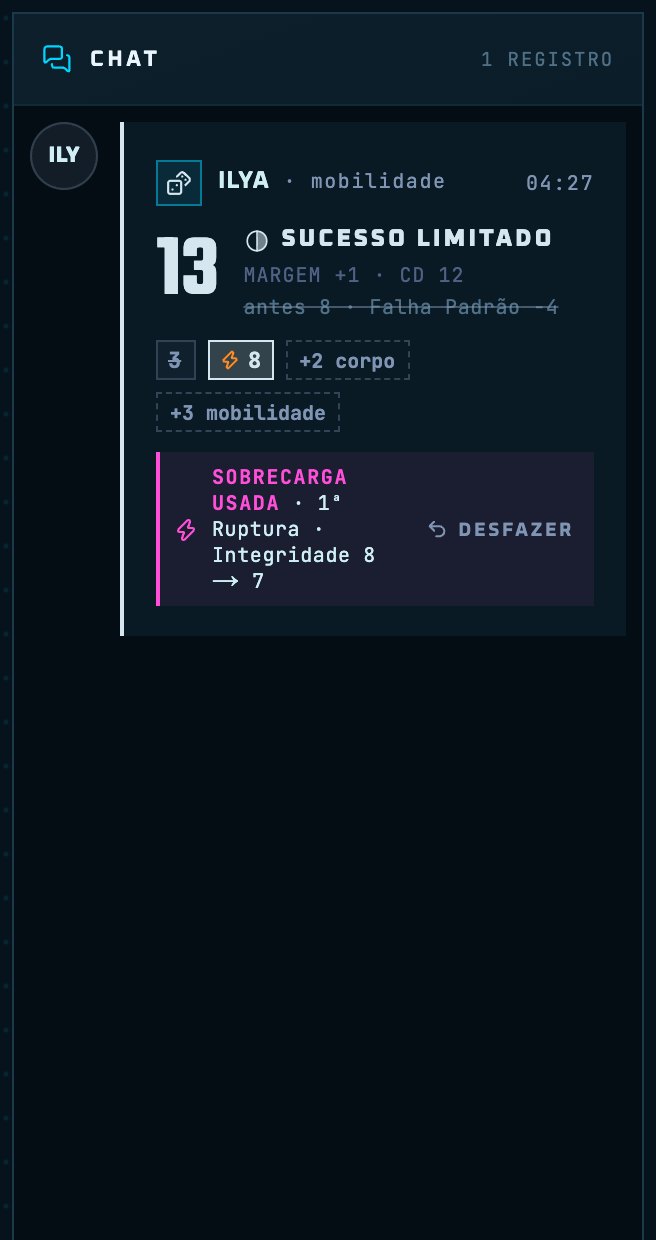 CHAT
1 REGISTRO
ILY
ILYA · mobilidade
04:27
13
SUCESSO LIMITADO
MARGEM +1 · CD 12
antes 8 · Falha Padrão -4
3
8
+2 corpo
+3 mobilidade
SOBRECARGA
USADA · 1ª
Ruptura ·
Integridade 8
→ 7
DESFAZER